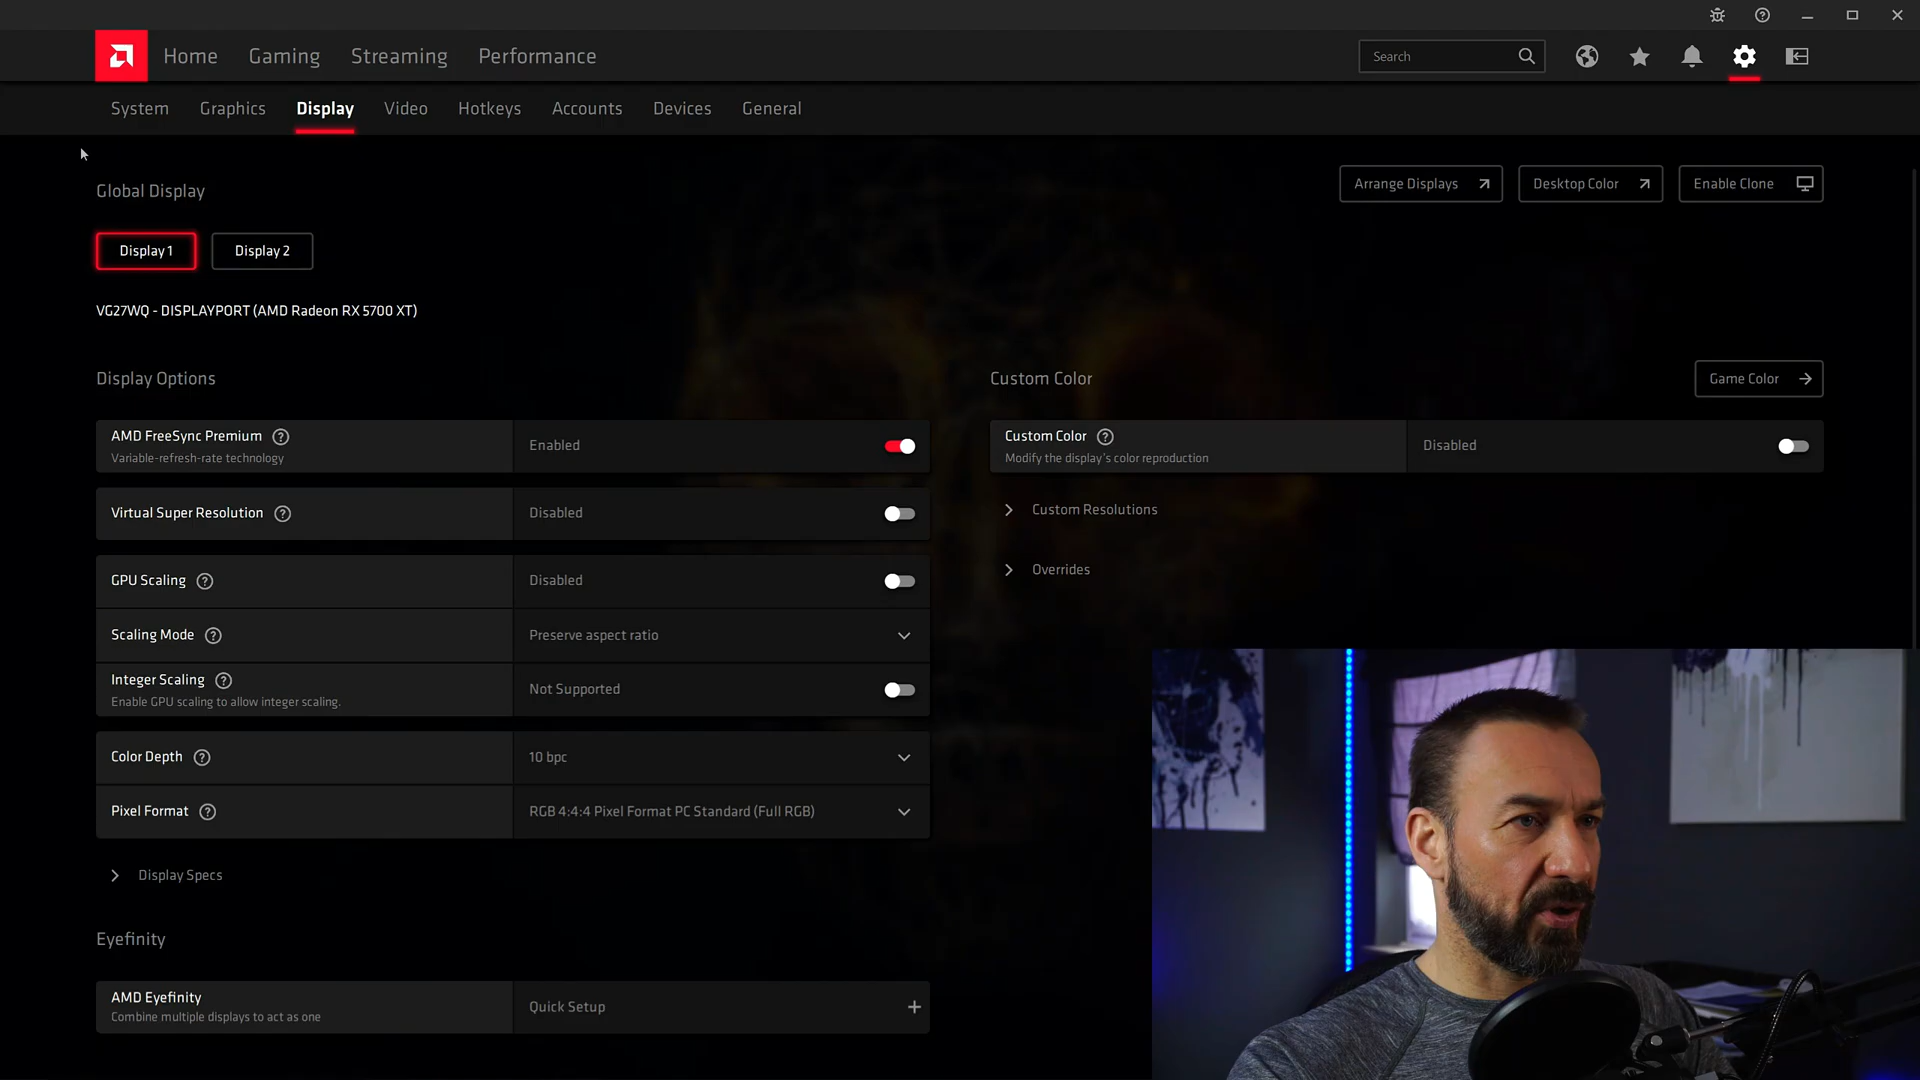 Home Gaming Streaming Performance Search
System Graphics Display Video Hotkeys Accounts Devices General
Global Display
Arrange Displays Desktop Color Enable Clone
Display 1 Display 2
VG27WQ - DISPLAYPORT (AMD Radeon RX 5700 XT)
Display Options
AMD FreeSync Premium
Variable-refresh-rate technology
Enabled
Virtual Super Resolution
Disabled
GPU Scaling
Disabled
Scaling Mode
Preserve aspect ratio
Integer Scaling
Enable GPU scaling to allow integer scaling.
Not Supported
Color Depth
10 bpc
Pixel Format
RGB 4:4:4 Pixel Format PC Standard (Full RGB)
Display Specs
Eyefinity
AMD Eyefinity
Combine multiple displays to act as one
Quick Setup
Custom Color
Game Color
Custom Color
Modify the display's color reproduction
Disabled
Custom Resolutions
Overrides